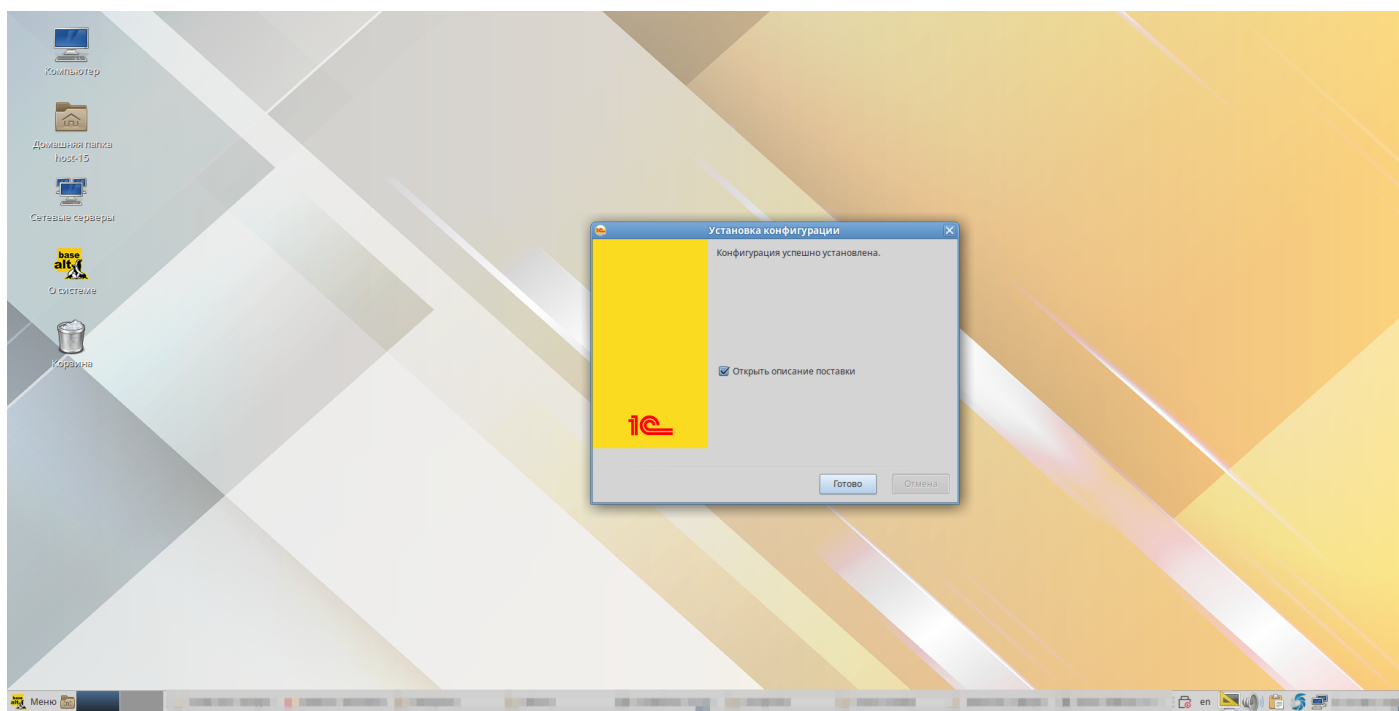 Компьютер
Домашняя папка
host-15
Сетевые серверы
base
alt
О системе
Корзина
Установка конфигурации
Конфигурация успешно установлена.
Открыть описание поставки
1С
Готово
Отмена
Меню
en